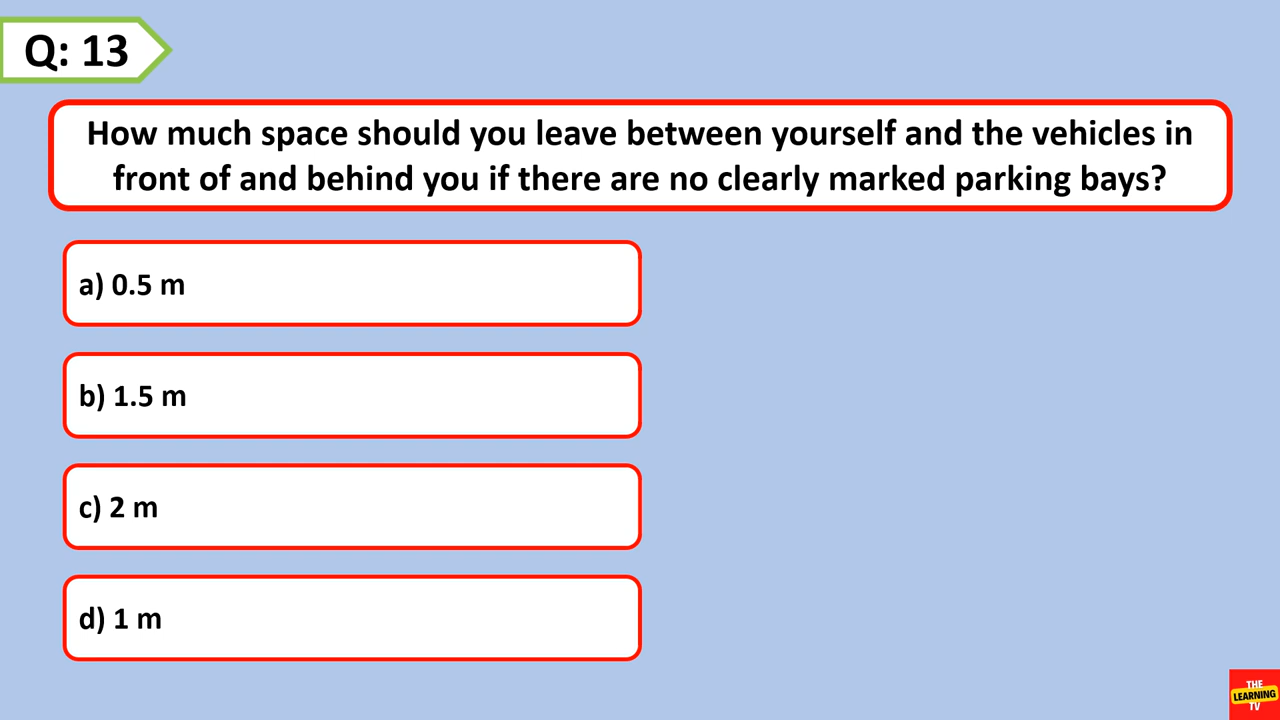 Q: 13
How much space should you leave between yourself and the vehicles in
front of and behind you if there are no clearly marked parking bays?
a) 0.5 m
b) 1.5 m
c) 2 m
d) 1 m
THE
LEARNING
TV